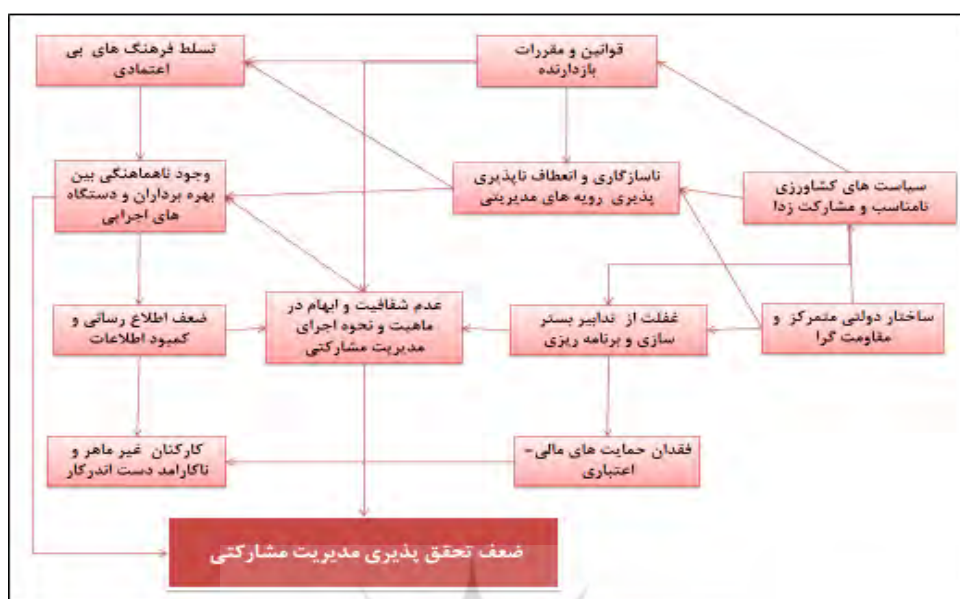 قوانین و مقررات
بازدارنده
تسلط فرهنگ های بی
اعتمادی
سیاست های کشاورزی
نامناسب و مشارکت زدا
ناسازگاری و انعطاف ناپذیری
پذیری رویه های مدیریتی
وجود ناهماهنگی بین
بهره برداران و دستگاه
های اجرایی
ساختار دولتی متمرکز و
مقاومت گرا
غفلت از تدابیر بستر
سازی و برنامه ریزی
عدم شفافیت و ابهام در
ماهیت و نحوه اجرای
مدیریت مشارکتی
ضعف اطلاع رسانی و
کمبود اطلاعات
فقدان حمایت های مالی-
اعتباری
کارکنان غیر ماهر و
ناکارامد دست اندرکار
ضعف تحقق پذیری مدیریت مشارکتی